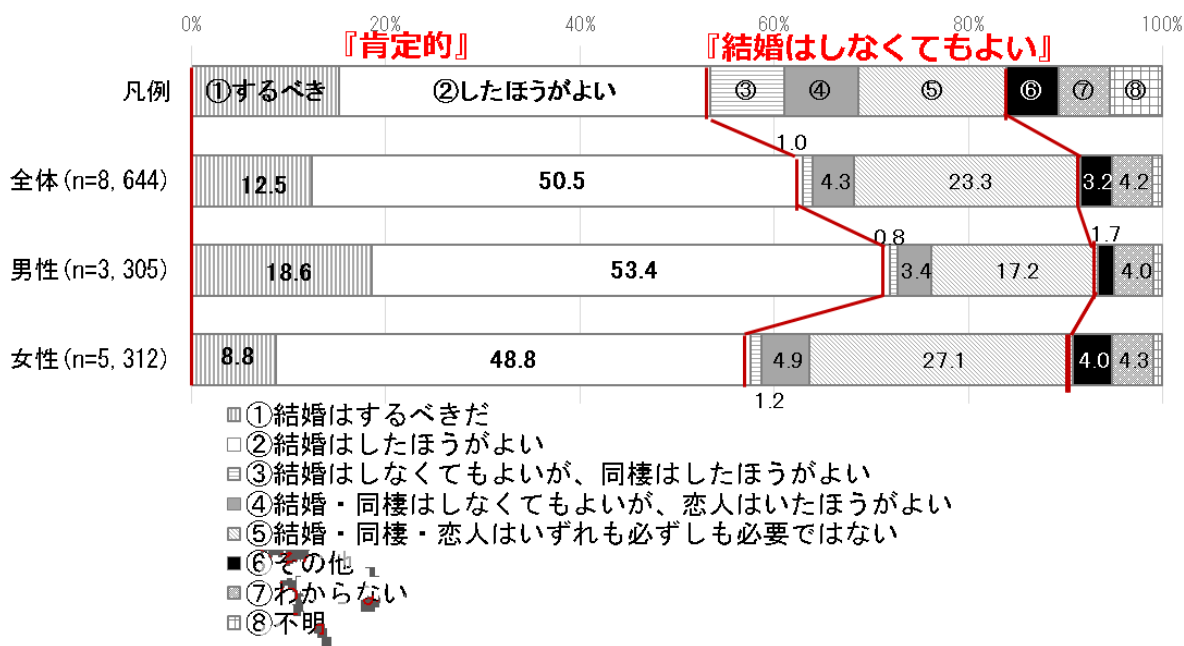 0% 20% 40% 60% 80% 100%
『肯定的』 『結婚はしなくてもよい』
凡例 ①するべき ②したほうがよい ③ ④ ⑤ ⑥ ⑦ ⑧
1.0
全体(n=8,644) 12.5 50.5 4.3 23.3 3.2 4.2
0.8 1.7
男性(n=3,305) 18.6 53.4 3.4 17.2 4.0
女性(n=5,312) 8.8 48.8 4.9 27.1 4.0 4.3
1.2
①結婚はするべきだ
②結婚はしたほうがよい
③結婚はしなくてもよいが、同棲はしたほうがよい
④結婚・同棲はしなくてもよいが、恋人はいたほうがよい
⑤結婚・同棲・恋人はいずれも必ずしも必要ではない
⑥その他
⑦わからない
⑧不明